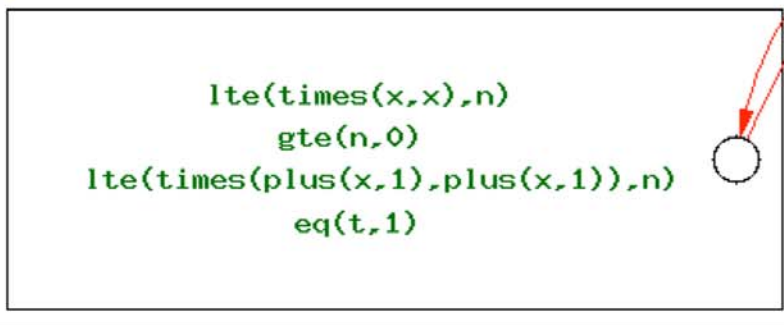 lte(times(x,x),n)
gte(n,0)
lte(times(plus(x,1),plus(x,1)),n)
eq(t,1)